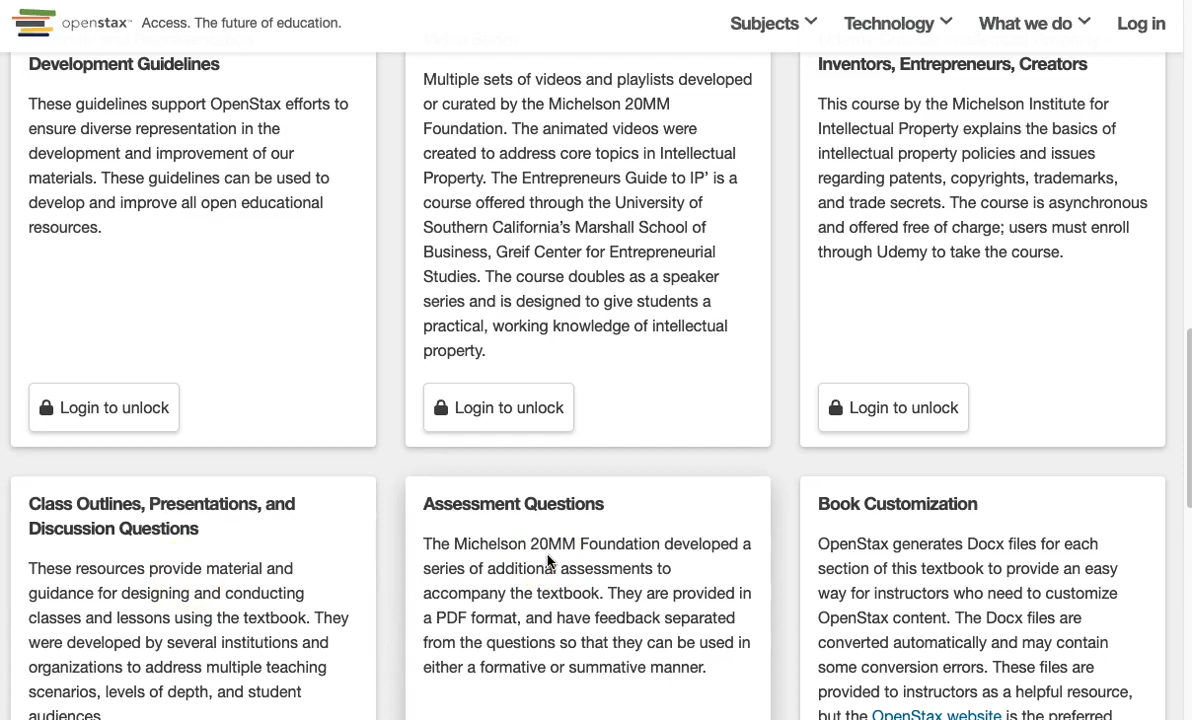 openstax™ Access. The future of education.
Subjects
Technology
What we do
Log in
Development Guidelines
These guidelines support OpenStax efforts to
ensure diverse representation in the
development and improvement of our
materials. These guidelines can be used to
develop and improve all open educational
resources.
Login to unlock
Multiple sets of videos and playlists developed
or curated by the Michelson 20MM
Foundation. The animated videos were
created to address core topics in Intellectual
Property. The Entrepreneurs Guide to IP’ is a
course offered through the University of
Southern California’s Marshall School of
Business, Greif Center for Entrepreneurial
Studies. The course doubles as a speaker
series and is designed to give students a
practical, working knowledge of intellectual
property.
Login to unlock
Inventors, Entrepreneurs, Creators
This course by the Michelson Institute for
Intellectual Property explains the basics of
intellectual property policies and issues
regarding patents, copyrights, trademarks,
and trade secrets. The course is asynchronous
and offered free of charge; users must enroll
through Udemy to take the course.
Login to unlock
Class Outlines, Presentations, and
Discussion Questions
These resources provide material and
guidance for designing and conducting
classes and lessons using the textbook. They
were developed by several institutions and
organizations to address multiple teaching
scenarios, levels of depth, and student
audiences.
Assessment Questions
The Michelson 20MM Foundation developed a
series of additional assessments to
accompany the textbook. They are provided in
a PDF format, and have feedback separated
from the questions so that they can be used in
either a formative or summative manner.
Book Customization
OpenStax generates Docx files for each
section of this textbook to provide an easy
way for instructors who need to customize
OpenStax content. The Docx files are
converted automatically and may contain
some conversion errors. These files are
provided to instructors as a helpful resource,
but the OpenStax website is the preferred